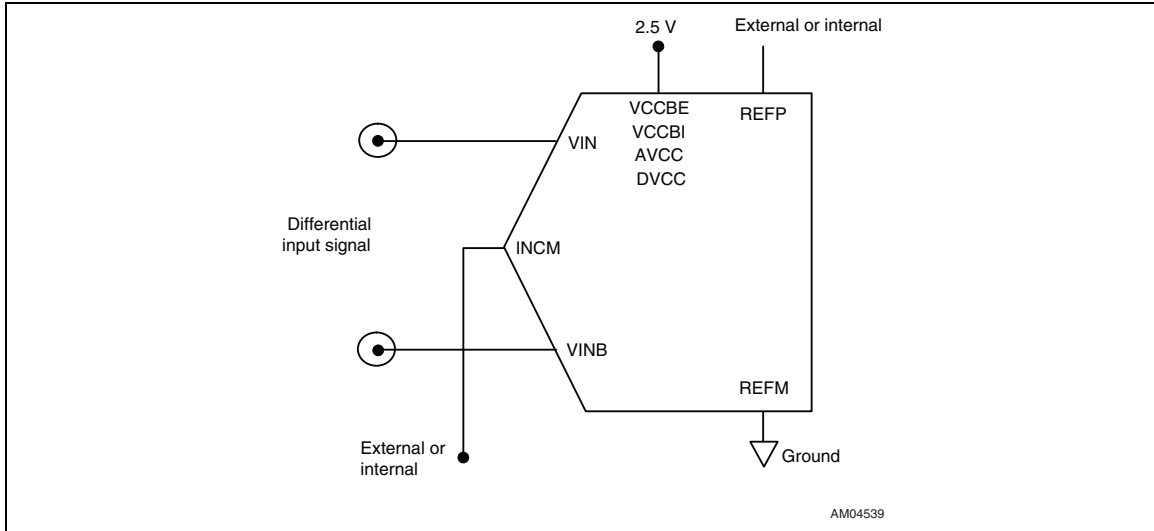 2.5 V
External or internal
VCCBE
VCCBI
AVCC
DVCC
REFP
VIN
Differential
input signal
INCM
VINB
REFM
External or
internal
Ground
AM04539